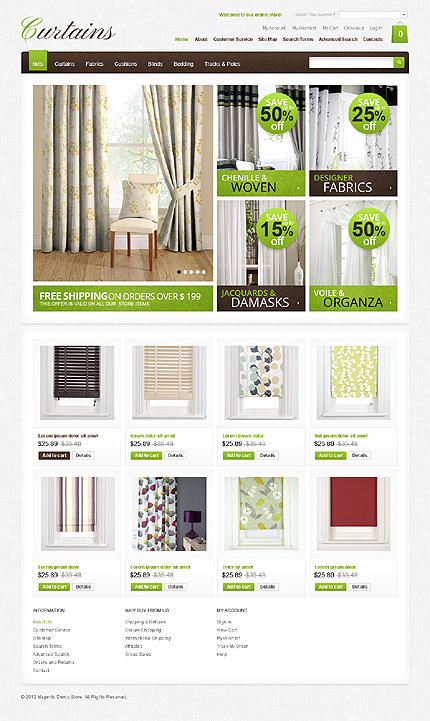 Welcome to our online store!
Curtains
My Account My Wishlist My Cart Checkout Log In
Home About Customer Service Site Map Search Terms Advanced Search Contacts
0
Nets Curtains Fabrics Cushions Blinds Bedding Tracks & Poles
SAVE
up to
50%
off
CHENILLE &
WOVEN
SAVE
up to
25%
off
DESIGNER
FABRICS
SAVE
up to
15%
off
JACQUARDS &
DAMASKS
SAVE
up to
50%
off
VOILE &
ORGANZA
FREE SHIPPING ON ORDERS OVER $ 199
THIS OFFER IS VALID ON ALL OUR STORE ITEMS
Lorem ipsum dolor sit amet
$25.89 $35.48
Add to cart Details
Ipsum dolor sit amet
$25.89 $35.48
Add to cart Details
Lorem ipsum dolor
$25.89 $35.48
Add to cart Details
Set ipsum dolor sit amet
$25.89 $35.48
Add to cart Details
Lorem ipsum dolor
$25.89 $35.48
Add to cart Details
Lorem ipsum dolor sit amet
$25.89 $35.48
Add to cart Details
Dolor sit amet
$25.89 $35.48
Add to cart Details
Lorem ipsum dolor
$25.89 $35.48
Add to cart Details
INFORMATION
About Us
Customer Service
Site Map
Search Terms
Advanced Search
Orders and Returns
Contact
WHY BUY FROM US
Shipping & Returns
Secure Shopping
International Shipping
Affiliates
Group Sales
MY ACCOUNT
Sign In
View Cart
My Wishlist
Track My Order
Help
© 2012 Magento Demo Store. All Rights Reserved.